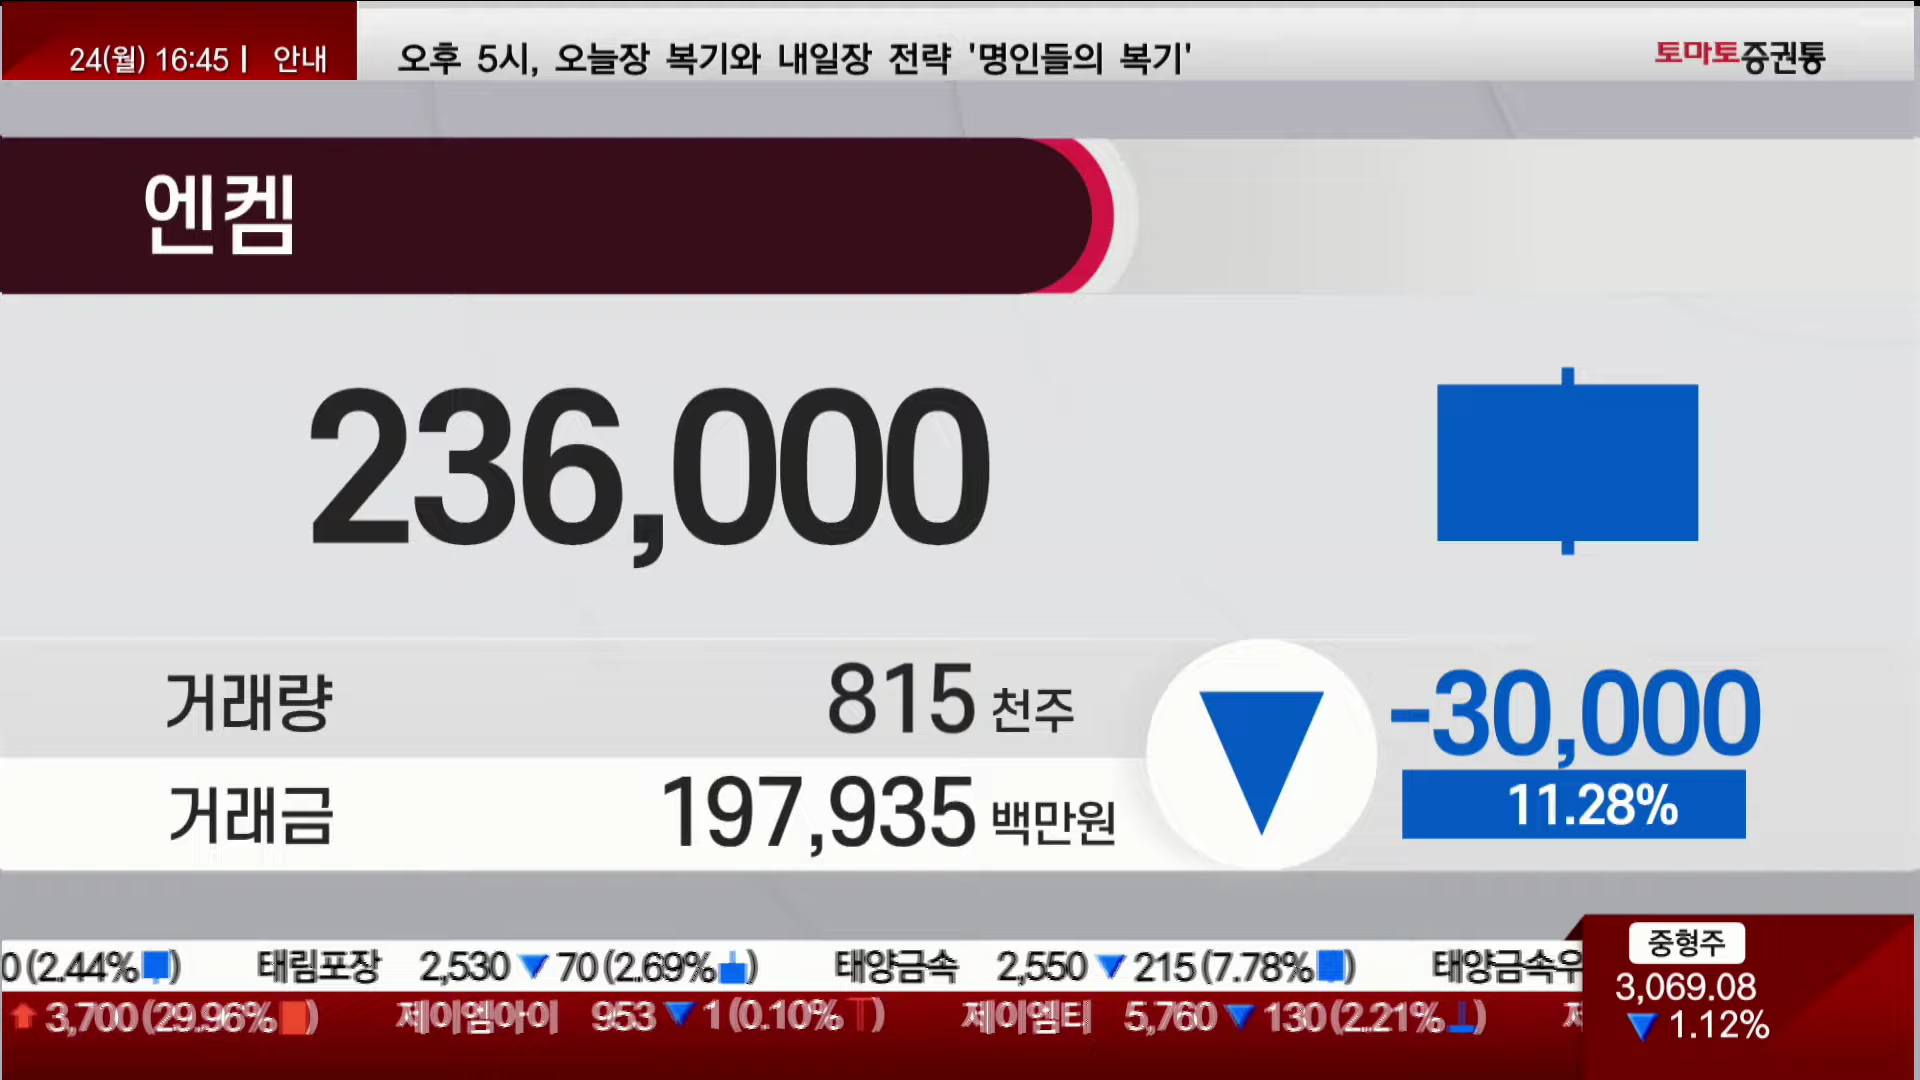 24(월) 16:45 | 안내 오후 5시, 오늘장 복기와 내일장 전략 '명인들의 복기' 토마토증권통
엔켐
236,000
거래량 815 천주
-30,000
11.28%
거래금 197,935 백만원
0(2.44%) 태림포장 2,530 ▼ 70(2.69%) 태양금속 2,550 ▼ 215(7.78%) 태양금속우
3,700(29.96%) 제이엠아이 953 ▼ 1(0.10%) 제이엠티 5,760 ▼ 130(2.21%)
중형주
3,069.08
▼ 1.12%